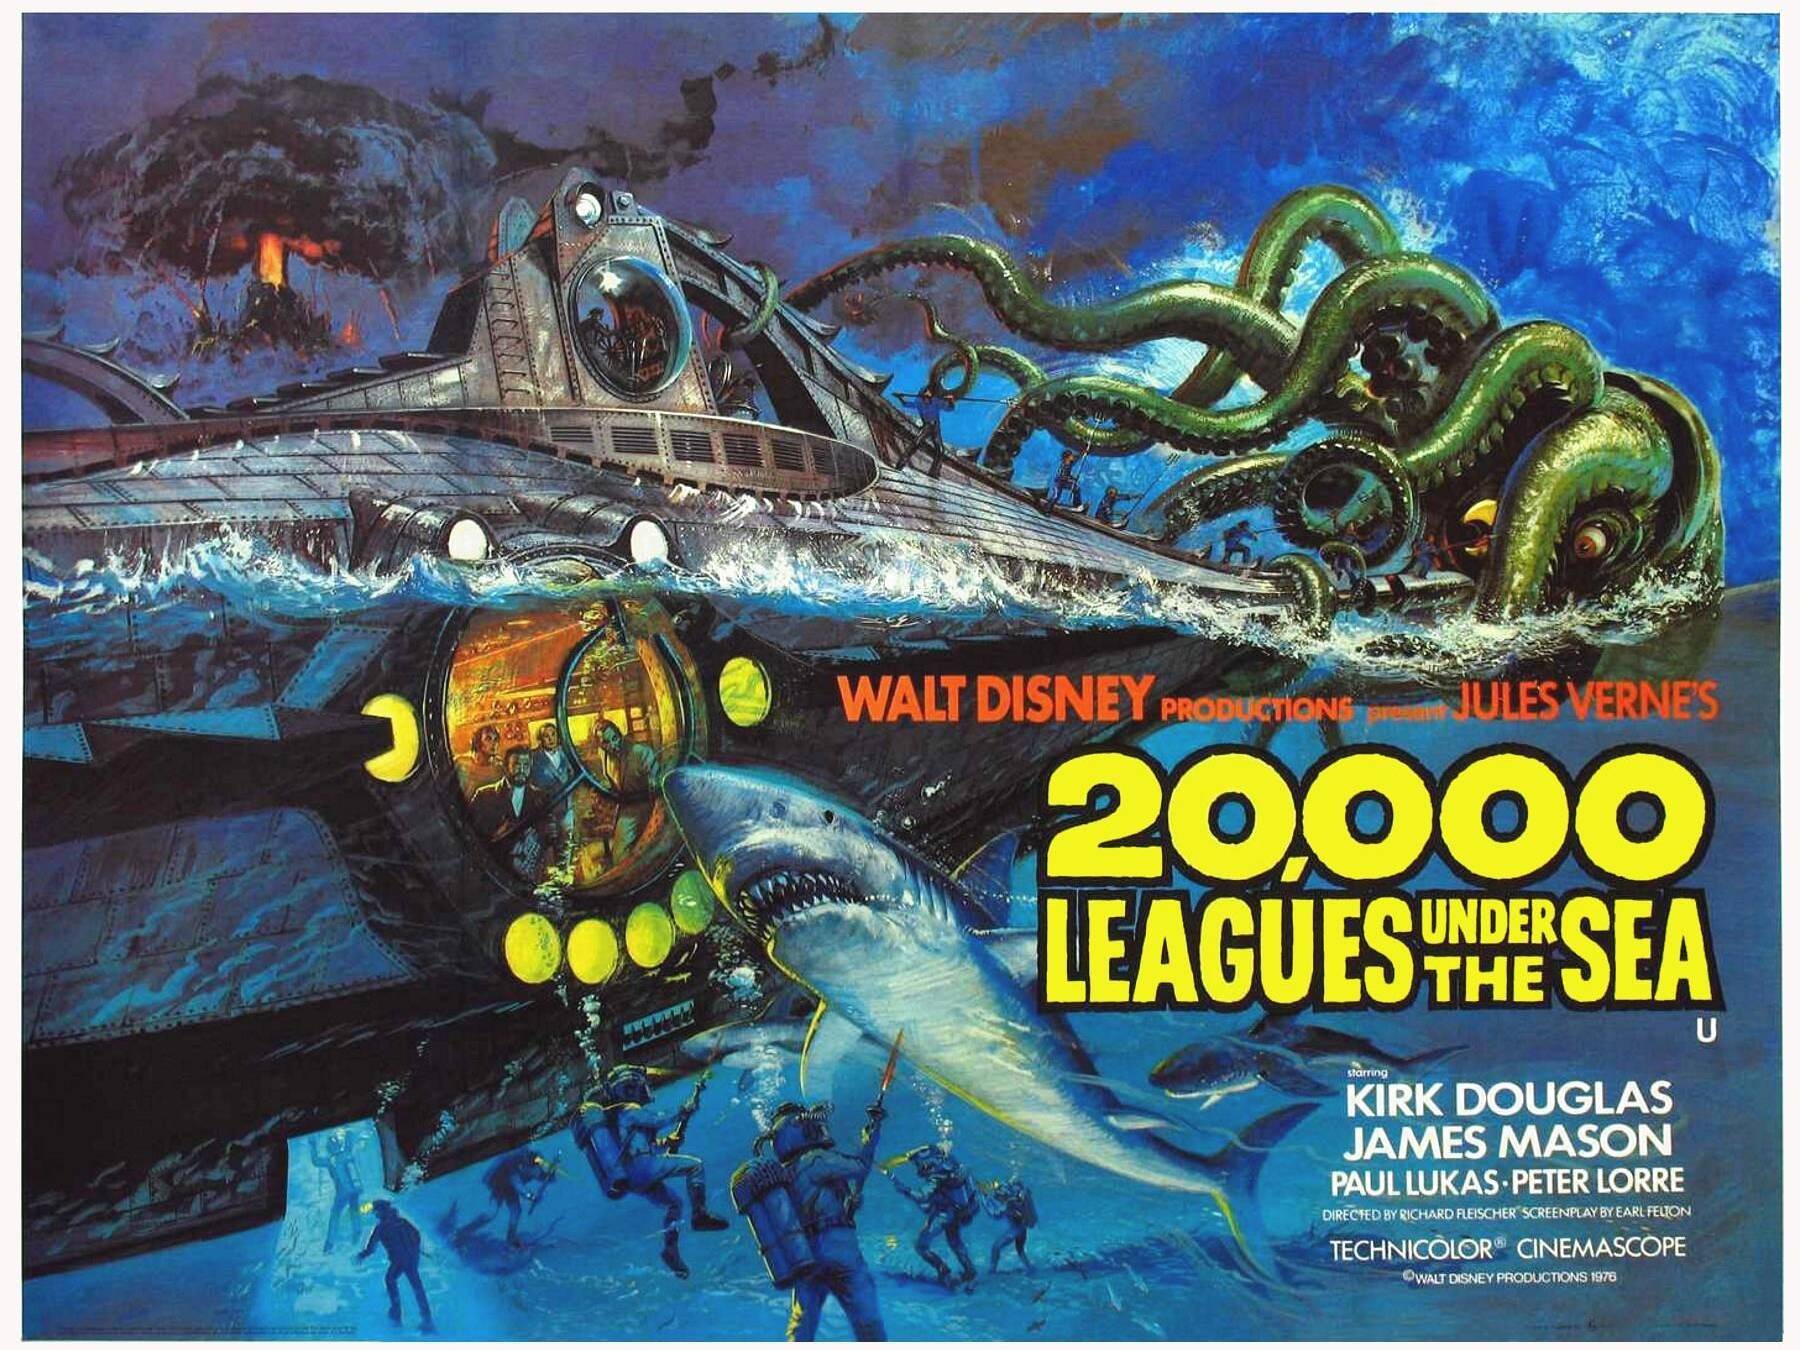 WALT DISNEY PRODUCTIONS present JULES VERNE'S
20,000
LEAGUES UNDER THE SEA
U
starring
KIRK DOUGLAS
JAMES MASON
PAUL LUKAS · PETER LORRE
DIRECTED BY RICHARD FLEISCHER SCREENPLAY BY EARL FELTON
TECHNICOLOR® CINEMASCOPE
©WALT DISNEY PRODUCTIONS 1976